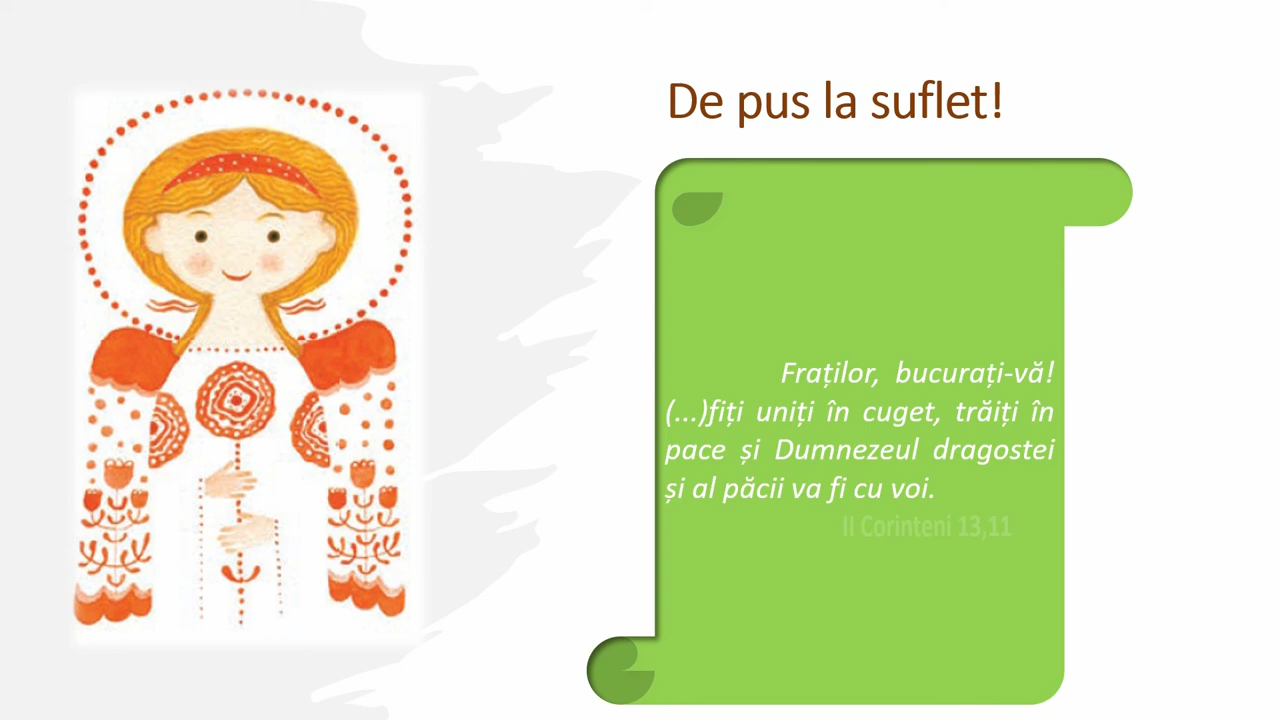 De pus la suflet!
Fraților, bucurați-vă!
(...)fiți uniți în cuget, trăiți în
pace și Dumnezeul dragostei
și al păcii va fi cu voi.
II Corinteni 13,11